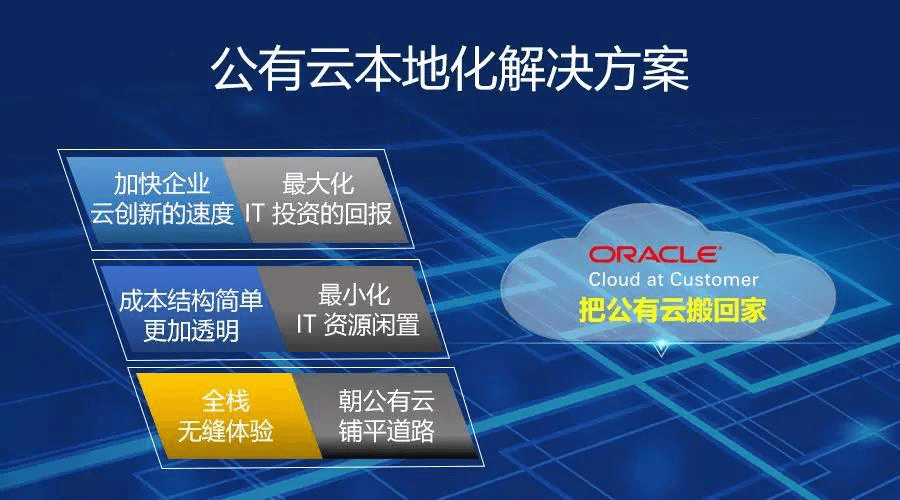 公有云本地化解决方案
加快企业
云创新的速度
最大化
IT 投资的回报
成本结构简单
更加透明
最小化
IT 资源闲置
全栈
无缝体验
朝公有云
铺平道路
ORACLE
Cloud at Customer
把公有云搬回家